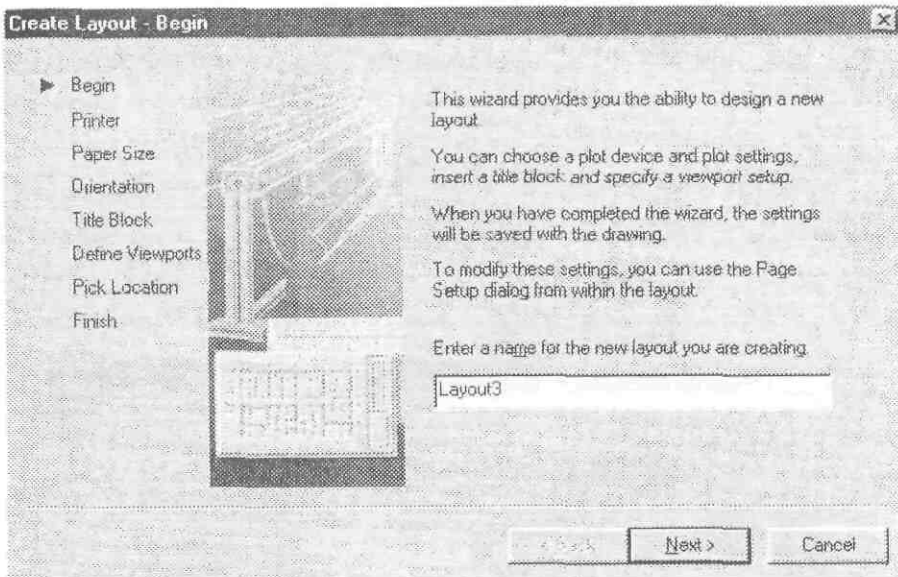 Create Layout - Begin
Begin
Printer
Paper Size
Orientation
Title Block
Define Viewports
Pick Location
Finish
This wizard provides you the ability to design a new
layout.
You can choose a plot device and plot settings,
insert a title block and specify a viewport setup.
When you have completed the wizard, the settings
will be saved with the drawing.
To modify these settings, you can use the Page
Setup dialog from within the layout.
Enter a name for the new layout you are creating.
Layout3
< Back
Next >
Cancel